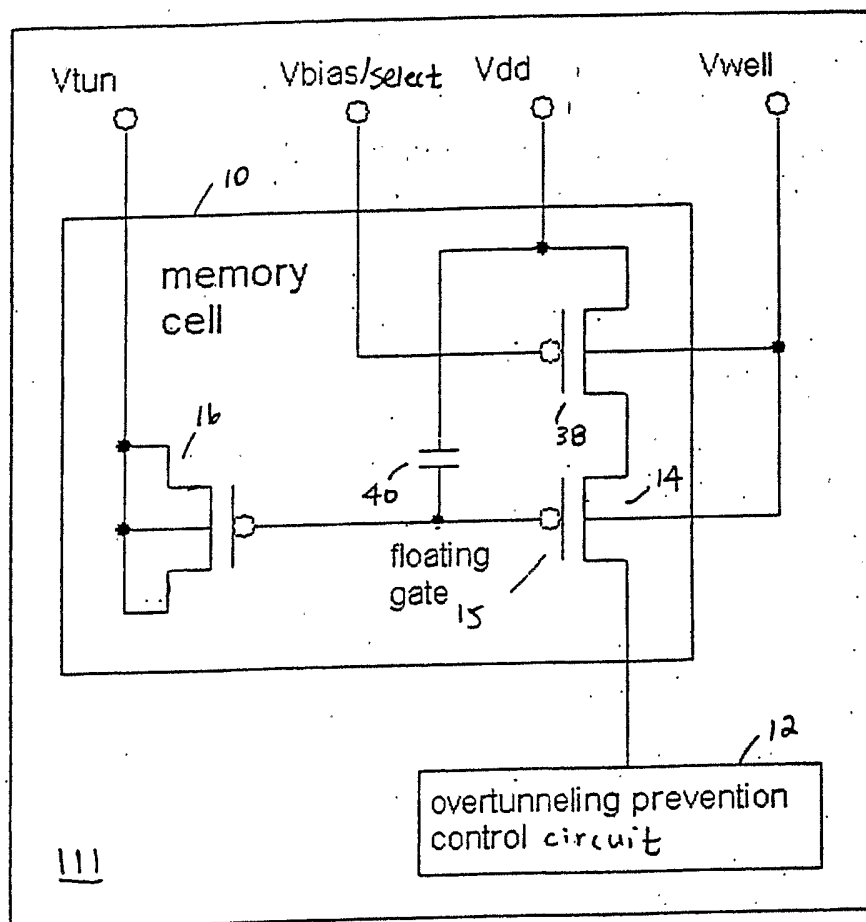 Vtun
Vbias/select
Vdd
Vwell
10
memory
cell
16
38
40
14
floating
gate
15
12
overtunneling prevention
control circuit
111